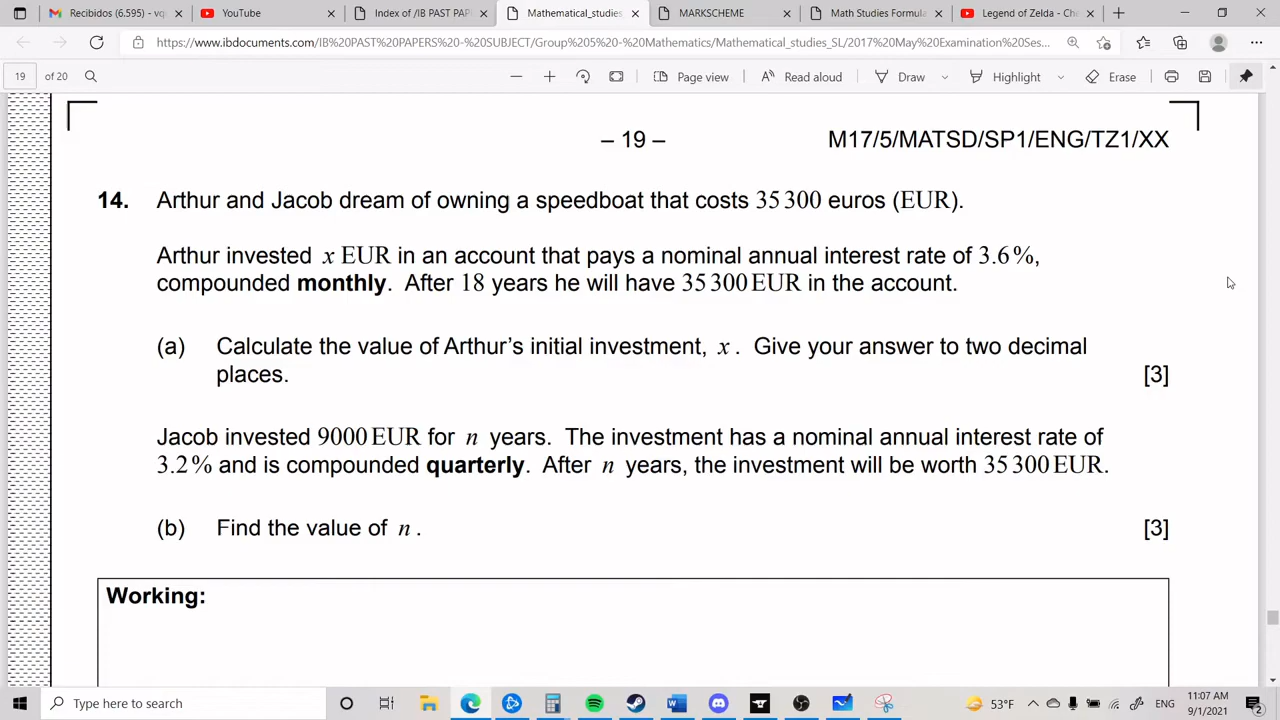 Recibidos (6.595) - vq
YouTube
Index of /IB PAST PAP
Mathematical_studies_
MARKSCHEME
Math Studies Formula
Legend of Zelda - Ch
https://www.ibdocuments.com/IB%20PAST%20PAPERS%20-%20SUBJECT/Group%205%20-%20Mathematics/Mathematical_studies_SL/2017%20May%20Examination%20Ses...
19 of 20
Page view
Read aloud
Draw
Highlight
Erase
– 19 –
M17/5/MATSD/SP1/ENG/TZ1/XX
14. Arthur and Jacob dream of owning a speedboat that costs 35 300 euros (EUR).
Arthur invested x EUR in an account that pays a nominal annual interest rate of 3.6 %,
compounded monthly. After 18 years he will have 35 300 EUR in the account.
(a) Calculate the value of Arthur's initial investment, x . Give your answer to two decimal
places. [3]
Jacob invested 9000 EUR for n years. The investment has a nominal annual interest rate of
3.2 % and is compounded quarterly. After n years, the investment will be worth 35 300 EUR.
(b) Find the value of n . [3]
Working:
Type here to search
53°F
ENG
11:07 AM
9/1/2021
2